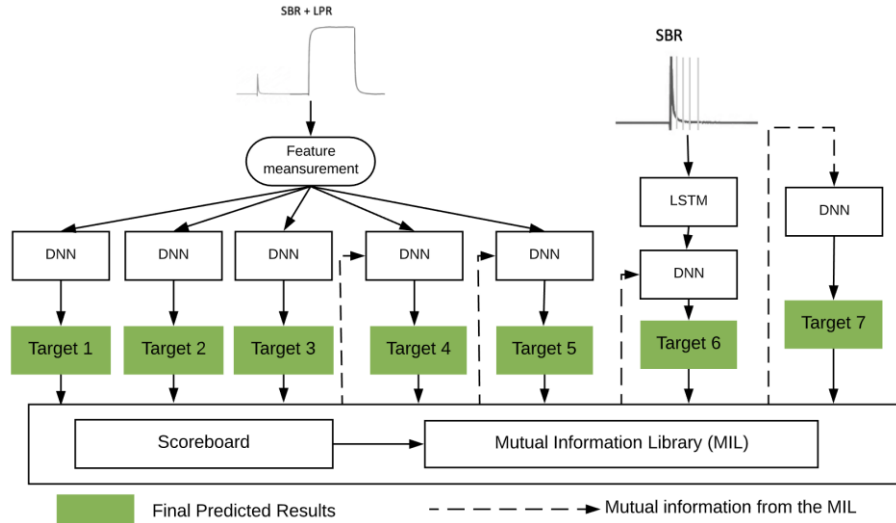 SBR + LPR
SBR
Feature
meansurement
LSTM
DNN
DNN
DNN
DNN
DNN
DNN
DNN
Target 1
Target 2
Target 3
Target 4
Target 5
Target 6
Target 7
Scoreboard
Mutual Information Library (MIL)
Final Predicted Results
Mutual information from the MIL